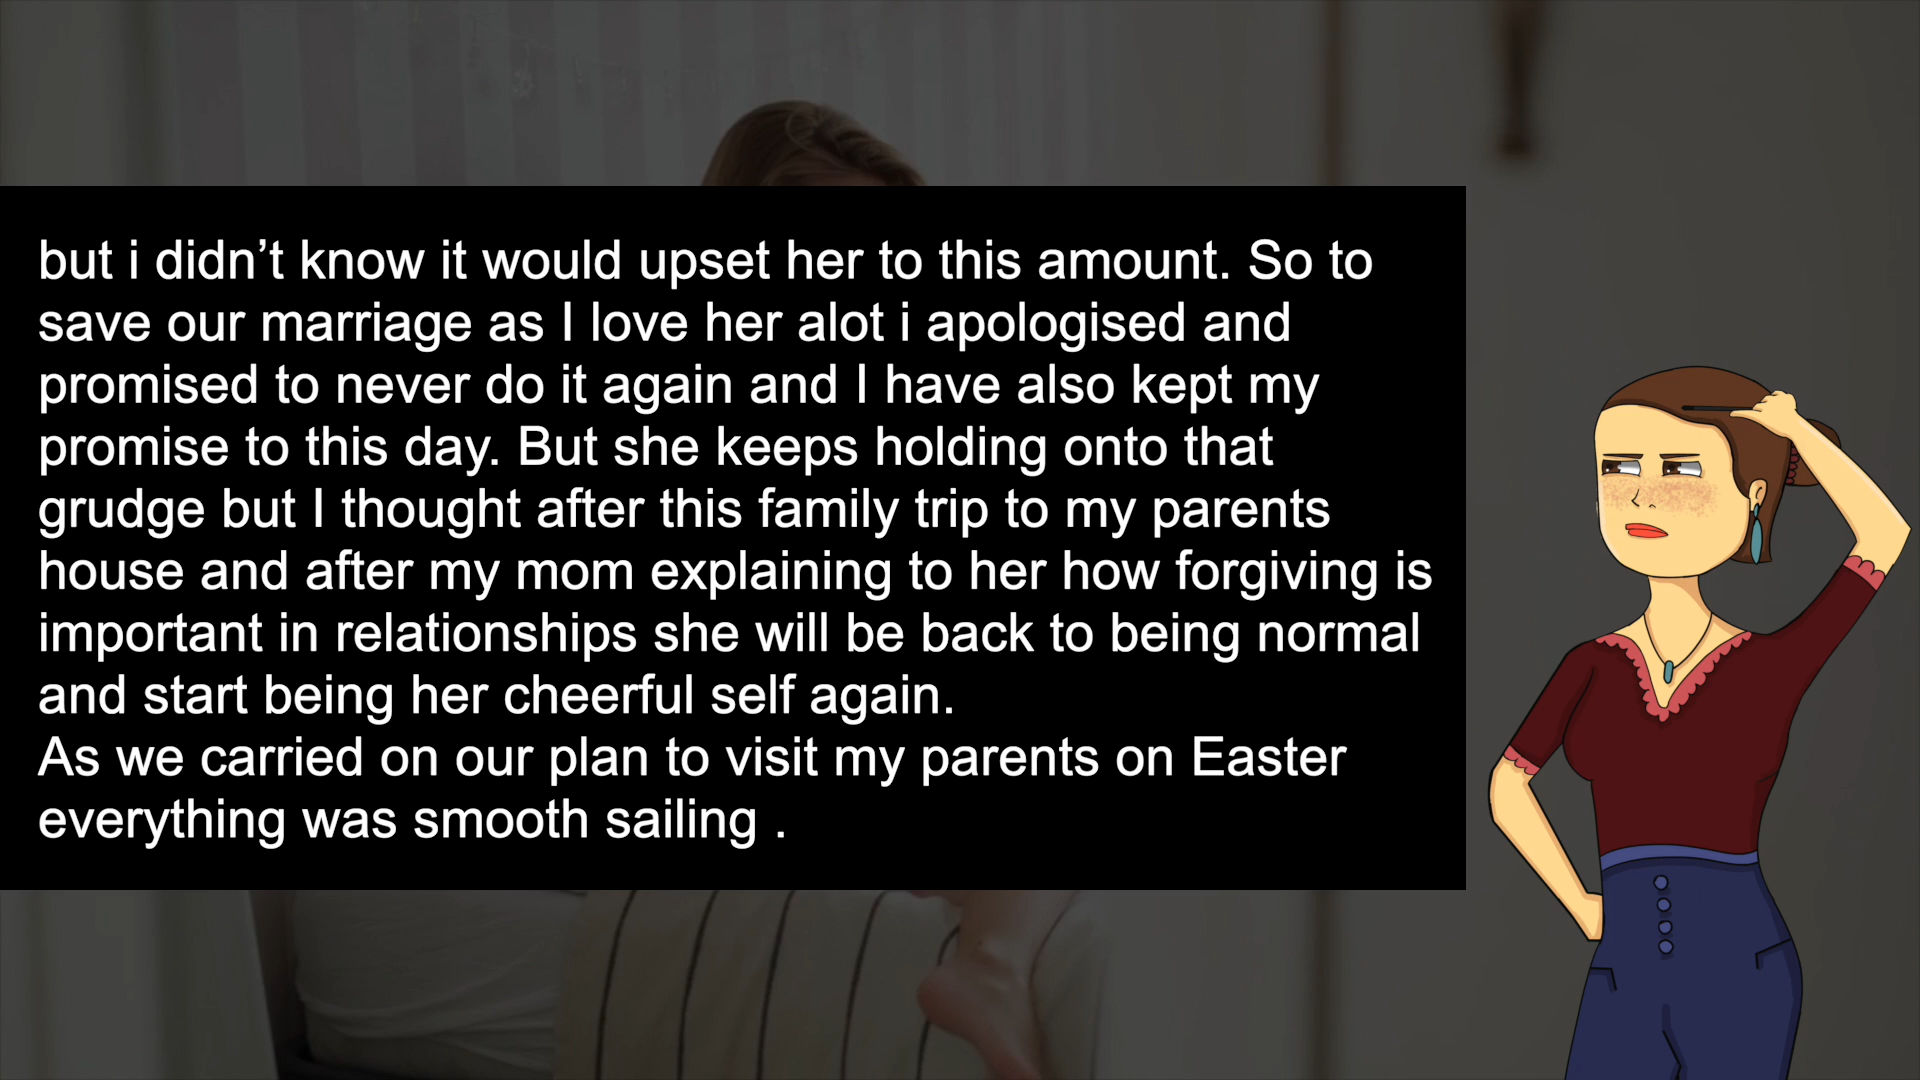 but i didn’t know it would upset her to this amount. So to
save our marriage as I love her alot i apologised and
promised to never do it again and I have also kept my
promise to this day. But she keeps holding onto that
grudge but I thought after this family trip to my parents
house and after my mom explaining to her how forgiving is
important in relationships she will be back to being normal
and start being her cheerful self again.
As we carried on our plan to visit my parents on Easter
everything was smooth sailing .